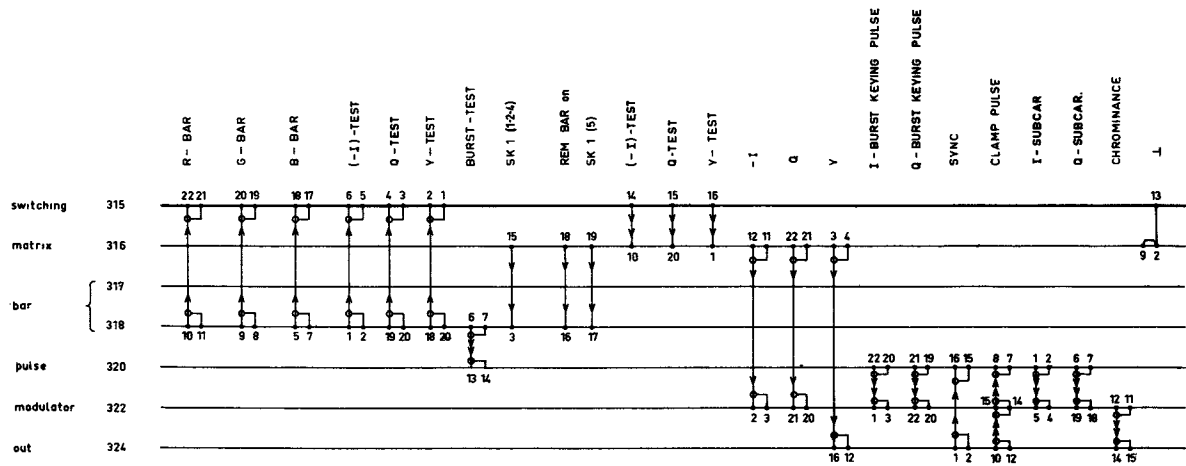 R-BAR
G-BAR
B-BAR
(-I)-TEST
Q-TEST
Y-TEST
BURST-TEST
SK 1 (1-2-4)
REM BAR on
SK 1 (5)
(-I)-TEST
Q-TEST
Y-TEST
-I
Q
Y
I-BURST KEYING PULSE
Q-BURST KEYING PULSE
SYNC
CLAMP PULSE
I-SUBCAR
Q-SUBCAR.
CHROMINANCE
⊥
22 21 20 19 18 17 6 5 4 3 2 1 14 15 16 13
switching 315
15 18 19 12 11 22 21 3 4
matrix 316
10 20 1 9 2
317
bar
6 7
318
10 11 9 8 5 7 1 2 19 20 18 20 3 16 17
22 20 21 19 16 15 8 7 1 2 6 7
pulse 320
13 14
15 14 12 11
modulator 322
2 3 21 20 1 3 22 20 5 4 19 18
out 324
16 12 1 2 10 12 14 15